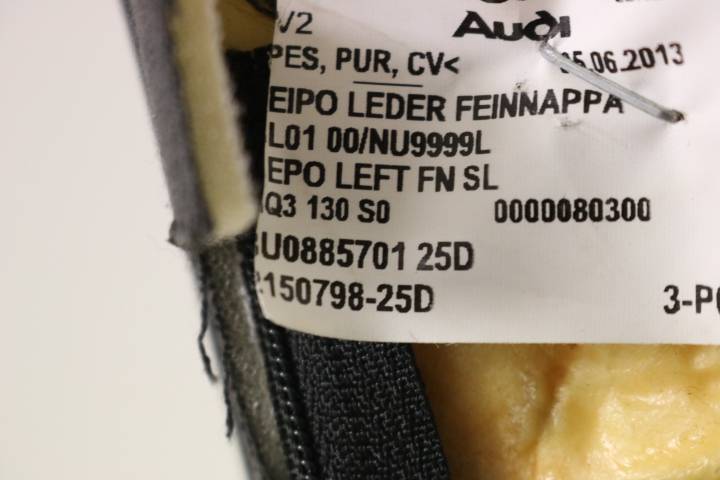 V2 Audi
PES, PUR, CV< 5.06.2013
EIPO LEDER FEINNAPPA
L01 00/NU9999L
EPO LEFT FN SL
Q3 130 S0 0000080300
U0885701 25D
150798-25D 3-P